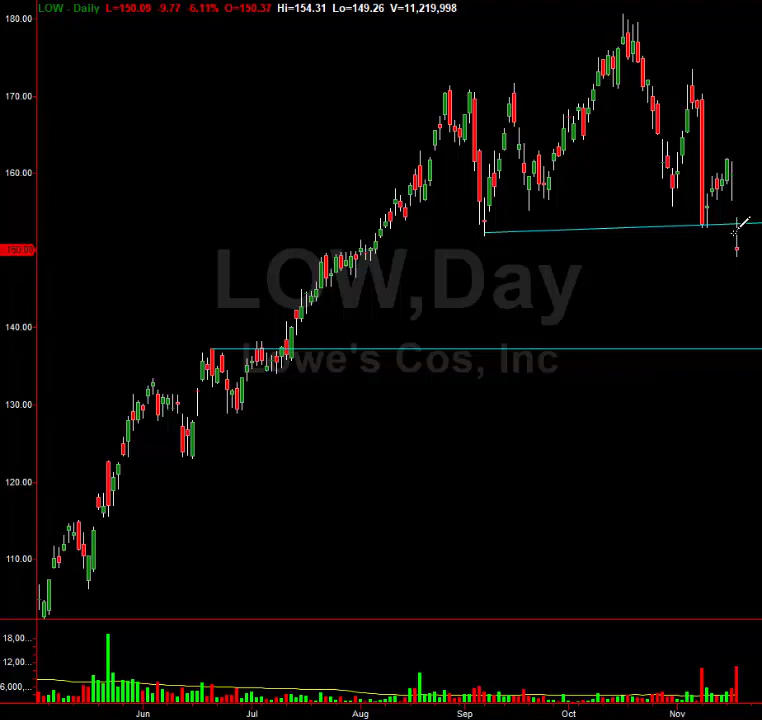 LOW - Daily L=150.09 -9.77 -6.11% O=150.37 Hi=154.31 Lo=149.26 V=11,219,998
180.00
170.00
160.00
LOW,Day
140.00
Lowe's Cos, Inc
130.00
120.00
110.00
18,00...
12,00...
6,000,...
Jun Jul Aug Sep Oct Nov